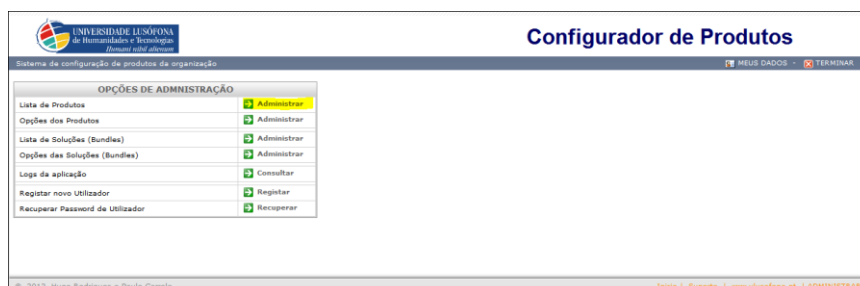 UNIVERSIDADE LUSÓFONA
de Humanidades e Tecnologias
Humani nihil alienum
Configurador de Produtos
Sistema de configuração de produtos da organização
MEUS DADOS - TERMINAR
OPÇÕES DE ADMNISTRAÇÃO
Lista de Produtos Administrar
Opções dos Produtos Administrar
Lista de Soluções (Bundles) Administrar
Opções das Soluções (Bundles) Administrar
Logs da aplicação Consultar
Registar novo Utilizador Registar
Recuperar Password de Utilizador Recuperar